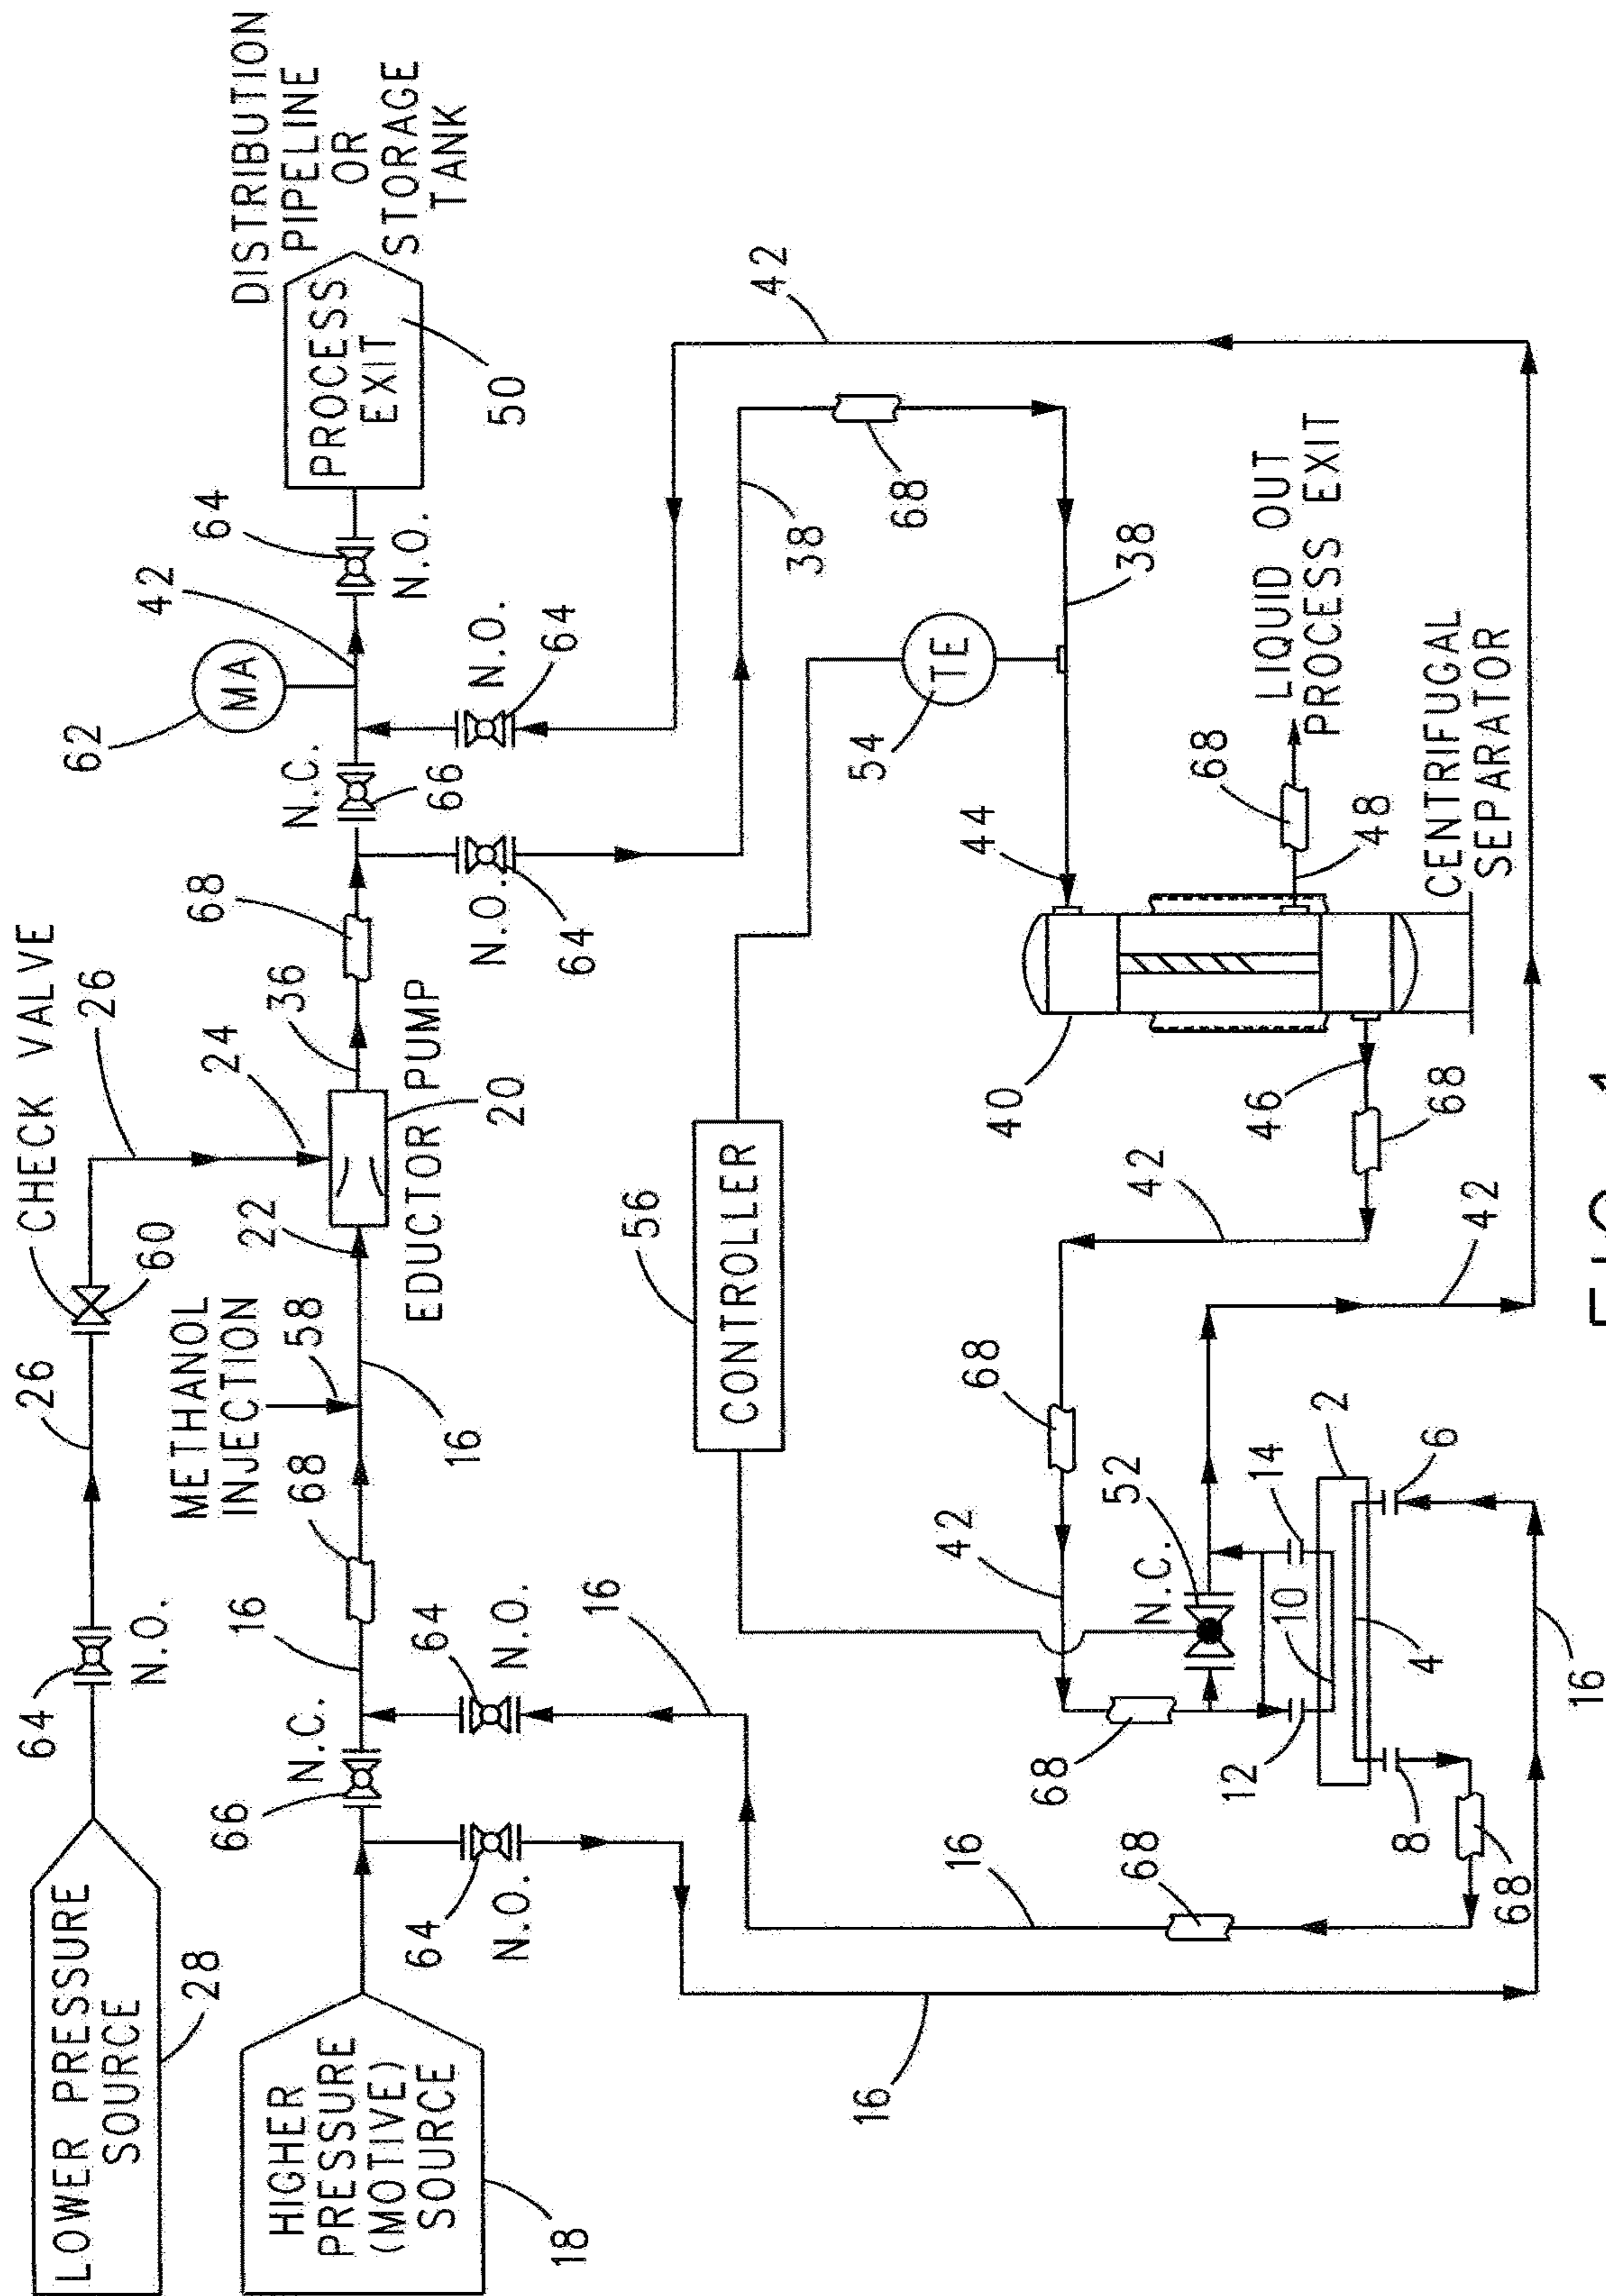 LOWER PRESSURE
SOURCE
28
64
N.O.
26
60
CHECK VALVE
26
24
HIGHER
PRESSURE
(MOTIVE)
SOURCE
18
66
N.C.
64
N.O.
16
64
N.O.
68
METHANOL
INJECTION
58
16
22
EDUCTOR PUMP
20
36
68
N.C.
66
N.O.
64
62
MA
42
64
N.O.
N.O.
64
PROCESS
EXIT
50
DISTRIBUTION
PIPELINE
OR
STORAGE
TANK
16
16
16
68
CONTROLLER
56
54
TE
38
68
38
42
44
40
46
68
48
68
LIQUID OUT
PROCESS EXIT
CENTRIFUGAL
SEPARATOR
42
68
42
68
N.C.
52
42
12
14
10
2
4
6
8
68
16